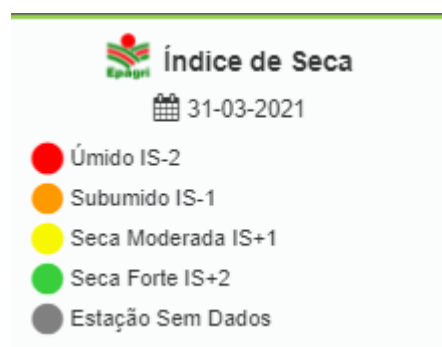 Epagri
Índice de Seca
31-03-2021
Úmido IS-2
Subumido IS-1
Seca Moderada IS+1
Seca Forte IS+2
Estação Sem Dados